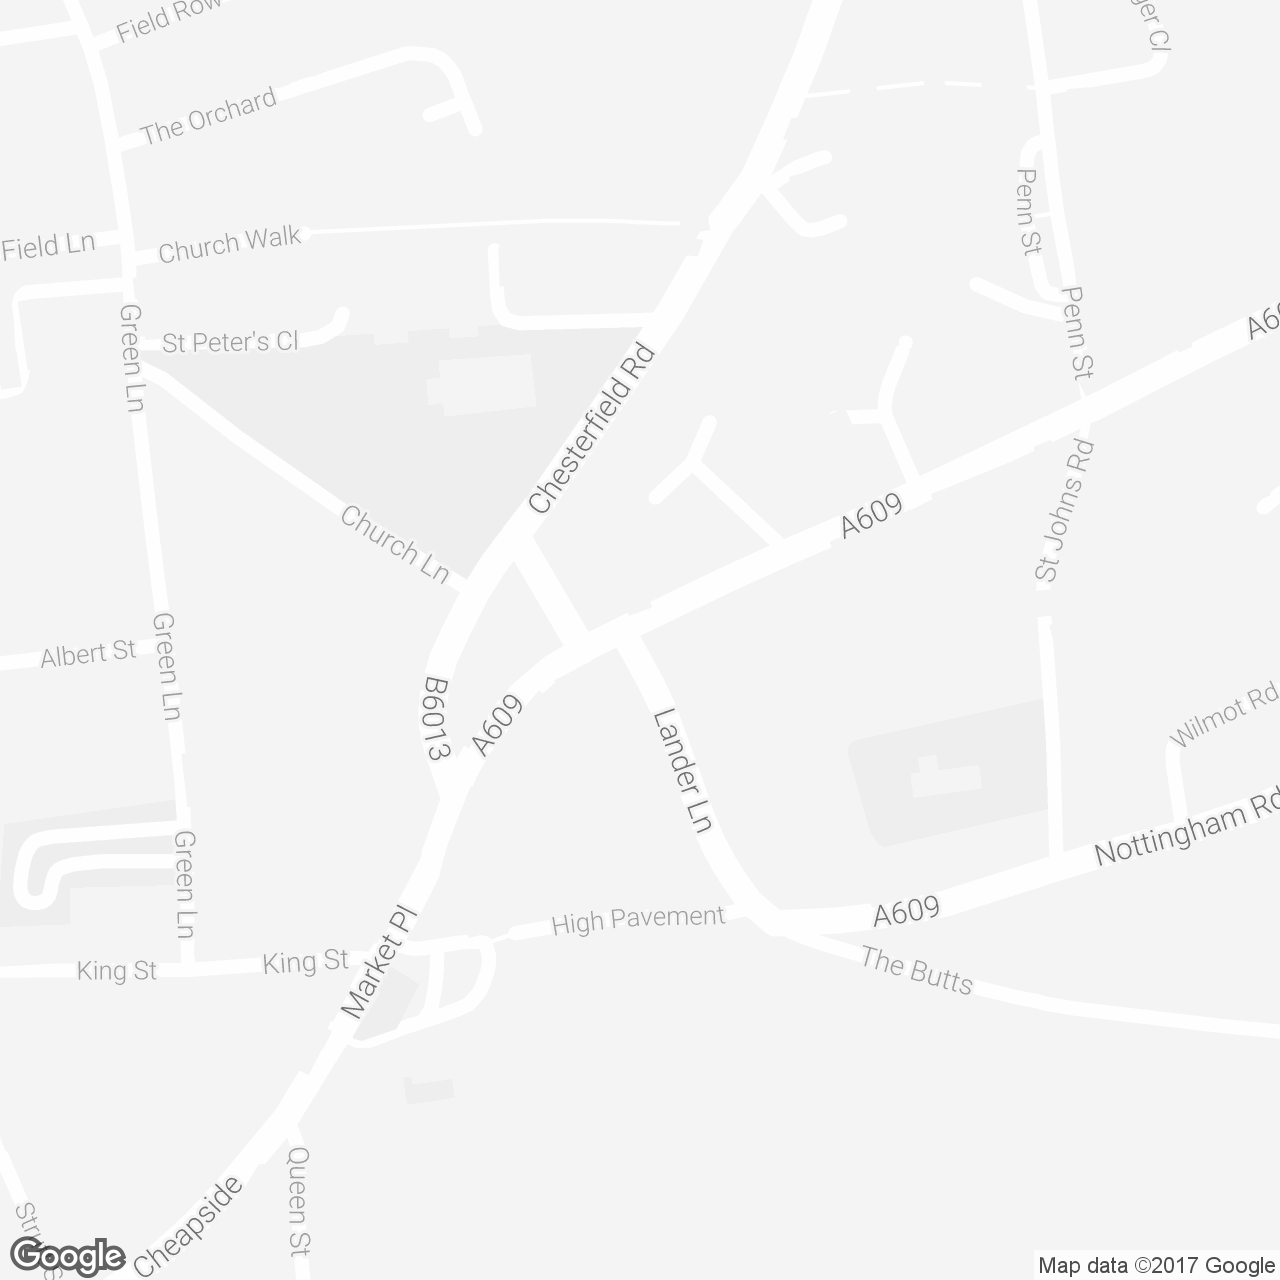 Field Row
The Orchard
Field Ln
Church Walk
Green Ln
St Peter's Cl
Penn St
Penn St
Chesterfield Rd
A609
St Johns Rd
Church Ln
Albert St
Green Ln
B6013
A609
Lander Ln
Wilmot Rd
Nottingham Rd
Green Ln
High Pavement
A609
The Butts
King St
King St
Market Pl
Queen St
Cheapside
Google
Map data ©2017 Google